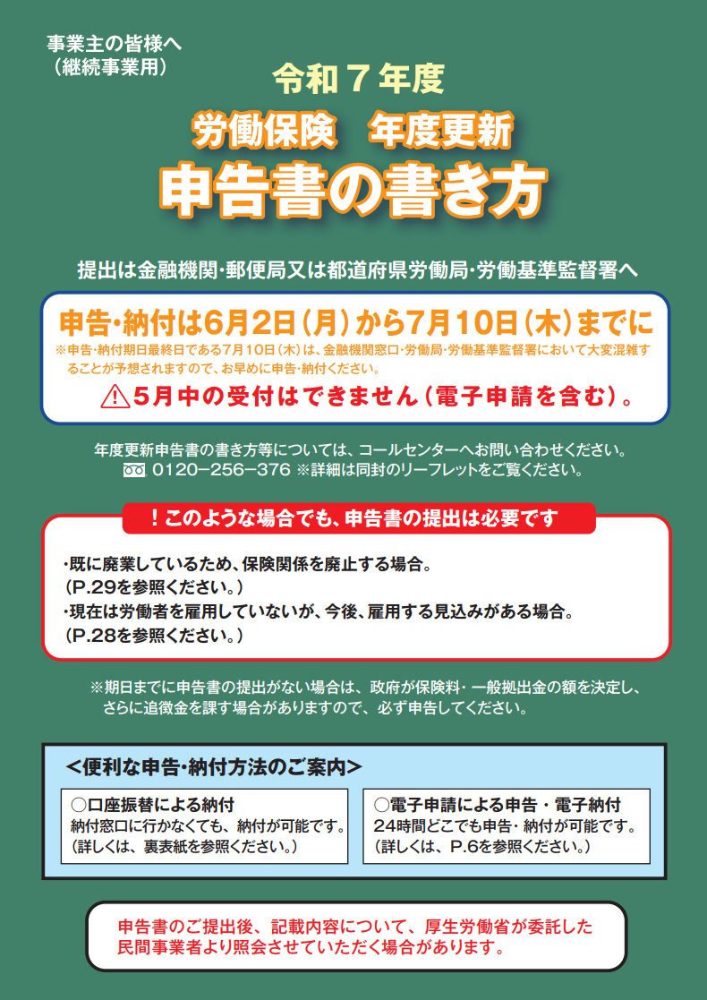 事業主の皆様へ
（継続事業用）
令和７年度
労働保険　年度更新
申告書の書き方
提出は金融機関･郵便局又は都道府県労働局･労働基準監督署へ
申告･納付は6月2日（月）から7月10日（木）までに
※申告･納付期日最終日である7月10日（木）は、金融機関窓口･労働局･労働基準監督署において大変混雑す
ることが予想されますので、お早めに申告･納付ください。
５月中の受付はできません（電子申請を含む）。
年度更新申告書の書き方等については、コールセンターへお問い合わせください。
0120−256−376 ※詳細は同封のリーフレットをご覧ください。
！このような場合でも、申告書の提出は必要です
･既に廃業しているため、保険関係を廃止する場合。
（P.29を参照ください。）
･現在は労働者を雇用していないが、今後、雇用する見込みがある場合。
（P.28を参照ください。）
※期日までに申告書の提出がない場合は、政府が保険料･一般拠出金の額を決定し、
さらに追徴金を課す場合がありますので、必ず申告してください。
＜便利な申告･納付方法のご案内＞
○口座振替による納付
納付窓口に行かなくても、納付が可能です。
（詳しくは、裏表紙を参照ください。）
○電子申請による申告・電子納付
24時間どこでも申告･納付が可能です。
（詳しくは、P.6を参照ください。）
申告書のご提出後、記載内容について、厚生労働省が委託した
民間事業者より照会させていただく場合があります。